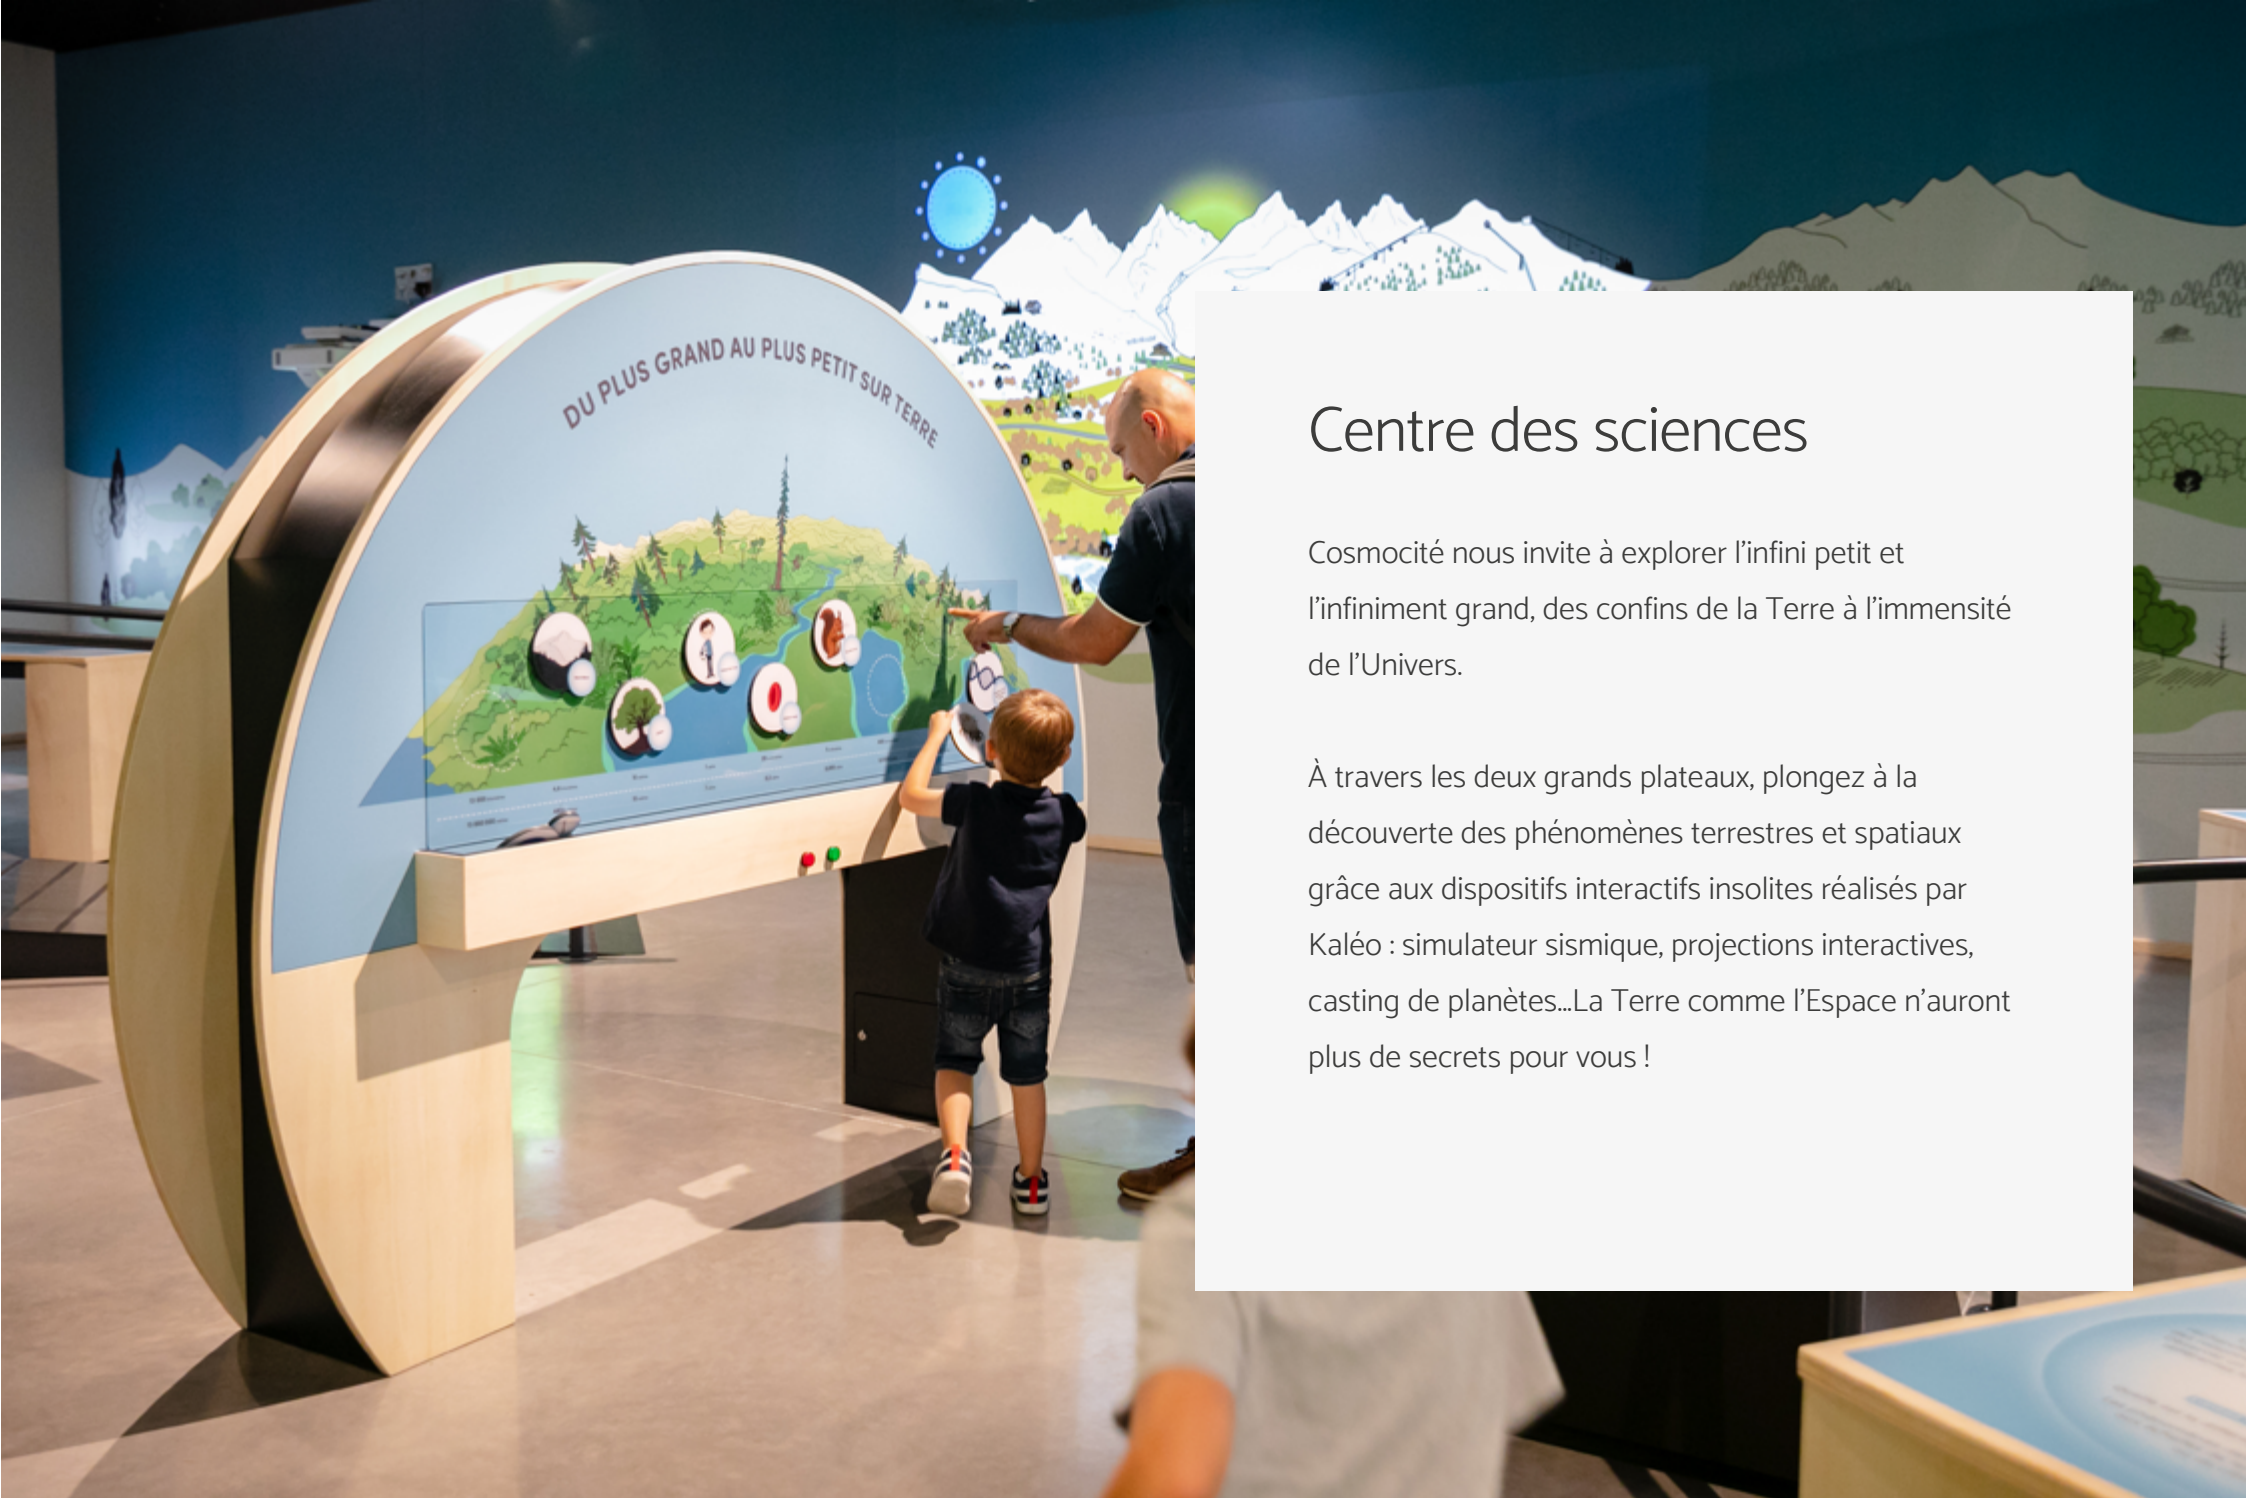 DU PLUS GRAND AU PLUS PETIT SUR TERRE
Centre des sciences
Cosmocité nous invite à explorer l'infini petit et
l'infiniment grand, des confins de la Terre à l'immensité
de l'Univers.
À travers les deux grands plateaux, plongez à la
découverte des phénomènes terrestres et spatiaux
grâce aux dispositifs interactifs insolites réalisés par
Kaléo : simulateur sismique, projections interactives,
casting de planètes...La Terre comme l'Espace n'auront
plus de secrets pour vous !